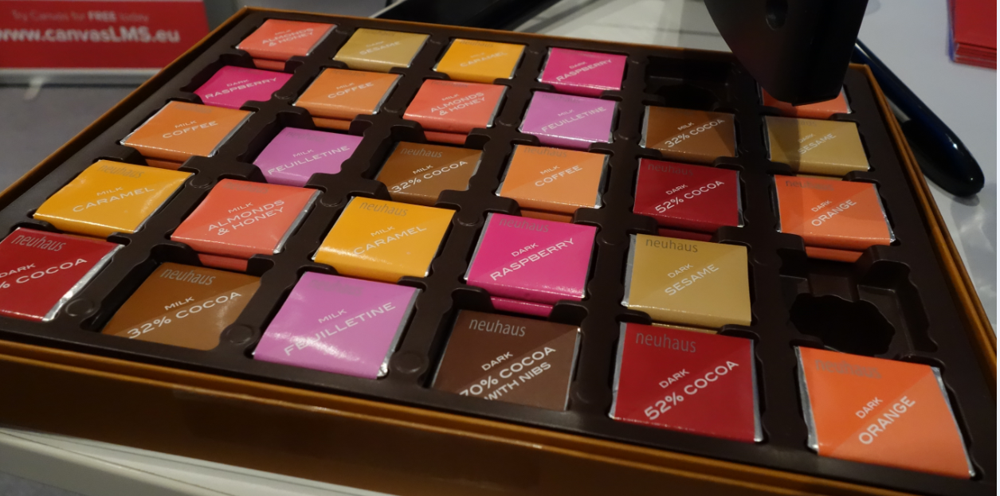 Try Canvas for FREE today
www.canvasLMS.eu
MILK
ALMONDS
& HONEY
DARK
SESAME
MILK
CARAMEL
DARK
RASPBERRY
DARK
RASPBERRY
MILK
COFFEE
MILK
ALMONDS
& HONEY
MILK
FEUILLETINE
MILK
32% COCOA
DARK
SESAME
MILK
COFFEE
MILK
FEUILLETINE
neuhaus
MILK
32% COCOA
MILK
COFFEE
neuhaus
DARK
52% COCOA
neuhaus
DARK
ORANGE
neuhaus
MILK
CARAMEL
MILK
ALMONDS
& HONEY
neuhaus
MILK
CARAMEL
neuhaus
DARK
RASPBERRY
neuhaus
DARK
SESAME
neuhaus
DARK
% COCOA
neuhaus
MILK
32% COCOA
MILK
FEUILLETINE
neuhaus
DARK
70% COCOA
WITH NIBS
neuhaus
DARK
52% COCOA
neuhaus
DARK
ORANGE